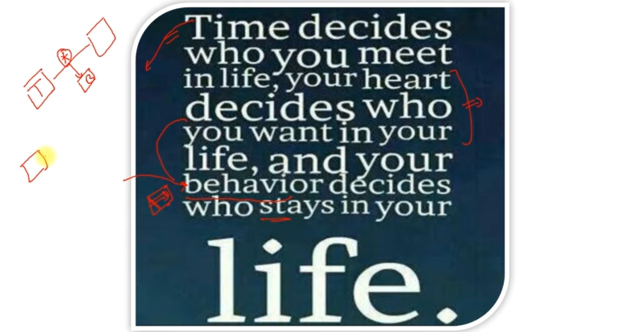 Time decides
who you meet
in life, your heart
decides who
you want in your
life, and your
behavior decides
who stays in your
life.